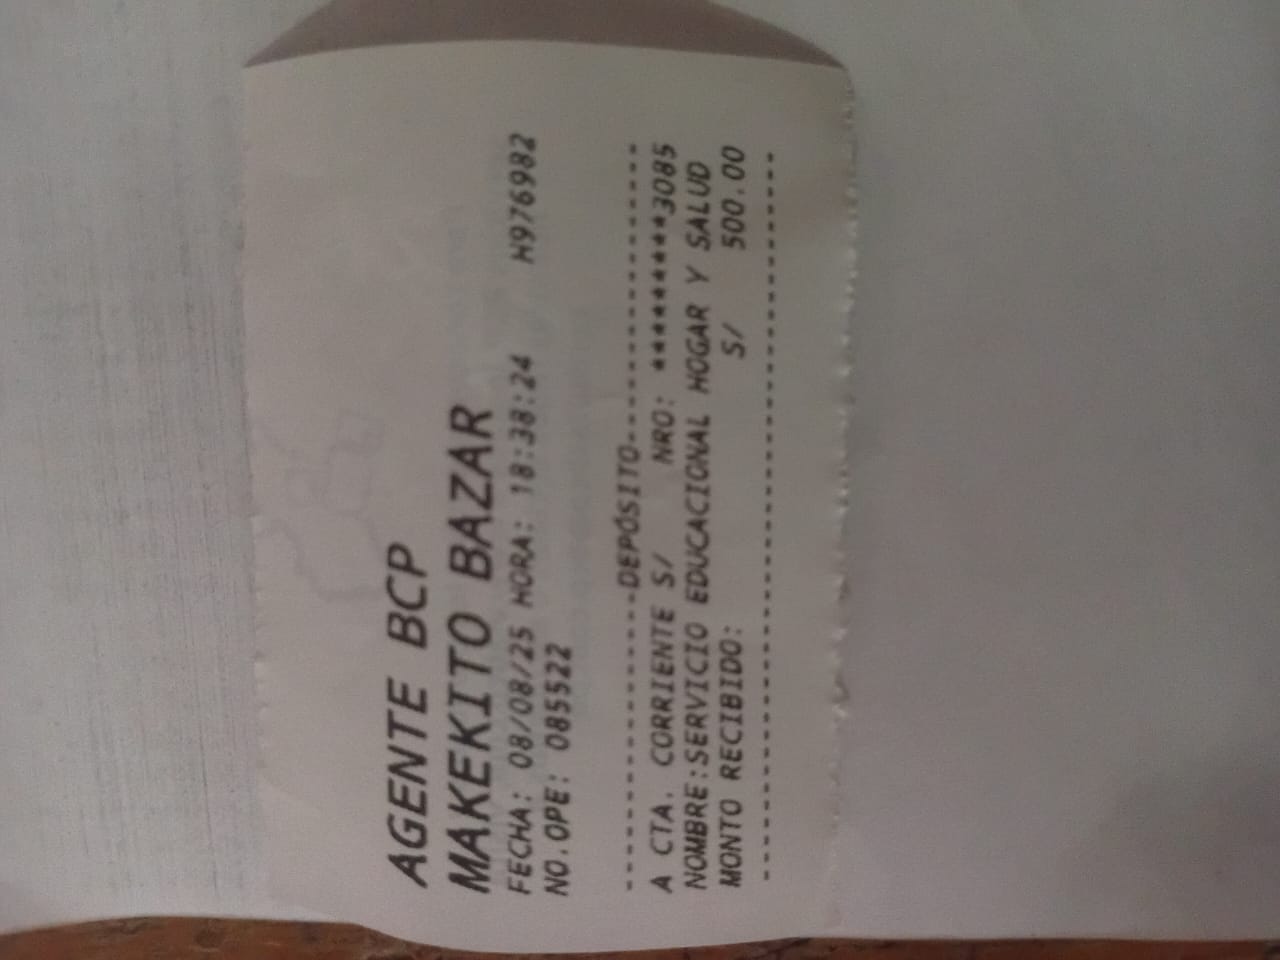 AGENTE BCP
MAKEKITO BAZAR
FECHA: 08/08/25 HORA: 18:38:24 H976982
NO.OPE: 085522
--------------------DEPÓSITO--------------------
A CTA. CORRIENTE S/ NRO: **********3085
NOMBRE:SERVICIO EDUCACIONAL HOGAR Y SALUD
MONTO RECIBIDO: S/ 500.00
------------------------------------------------